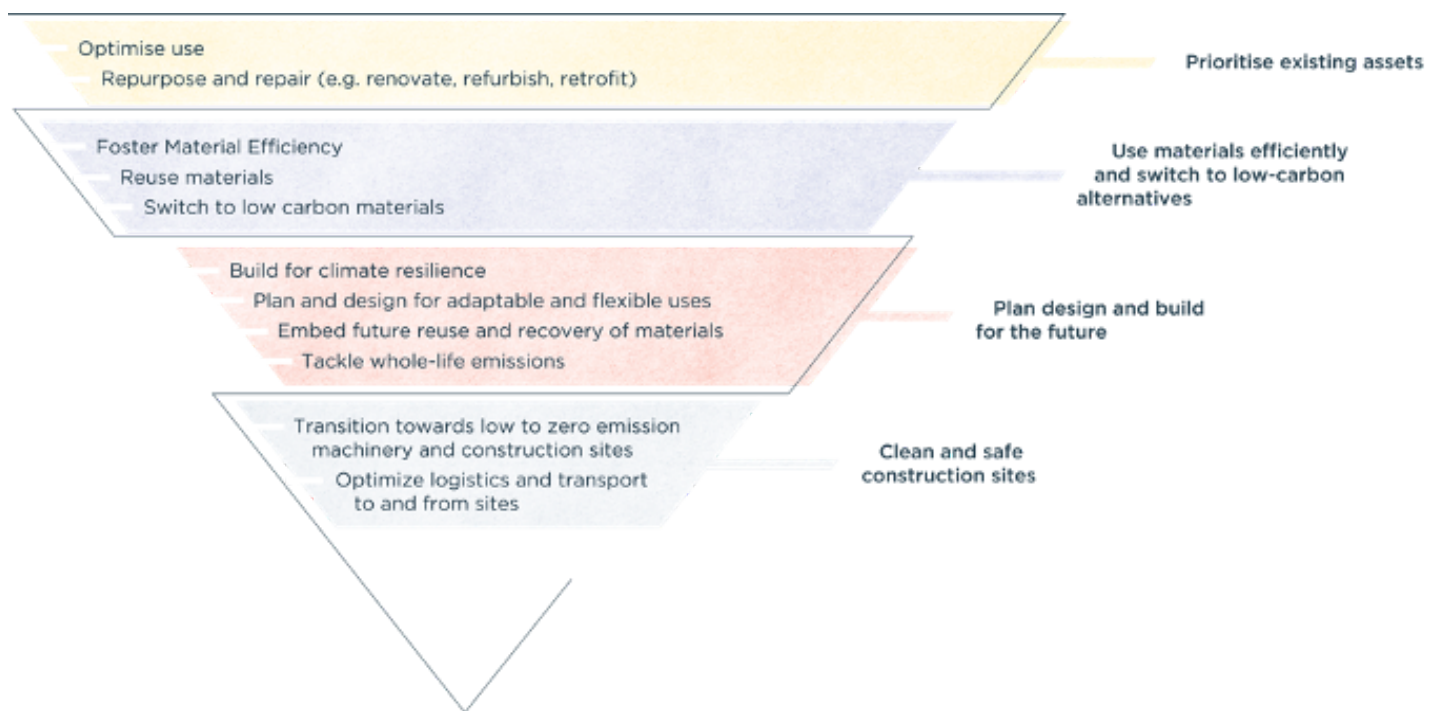 Optimise use
Repurpose and repair (e.g. renovate, refurbish, retrofit)
Prioritise existing assets
Foster Material Efficiency
Reuse materials
Switch to low carbon materials
Use materials efficiently
and switch to low-carbon
alternatives
Build for climate resilience
Plan and design for adaptable and flexible uses
Embed future reuse and recovery of materials
Tackle whole-life emissions
Plan design and build
for the future
Transition towards low to zero emission
machinery and construction sites
Optimize logistics and transport
to and from sites
Clean and safe
construction sites